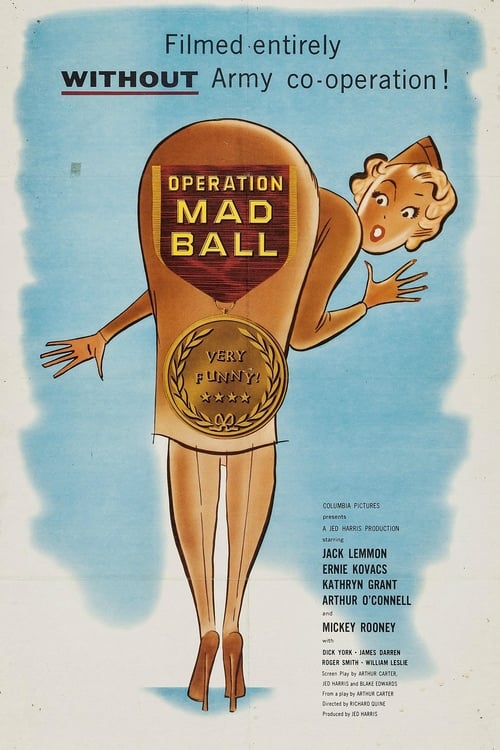 Filmed entirely
WITHOUT Army co-operation!
OPERATION
MAD
BALL
VERY
FUNNY!
COLUMBIA PICTURES
presents
A JED HARRIS PRODUCTION
starring
JACK LEMMON
ERNIE KOVACS
KATHRYN GRANT
ARTHUR O'CONNELL
and
MICKEY ROONEY
with
DICK YORK · JAMES DARREN
ROGER SMITH · WILLIAM LESLIE
Screen Play by ARTHUR CARTER,
JED HARRIS and BLAKE EDWARDS
From a play by ARTHUR CARTER
Directed by RICHARD QUINE
Produced by JED HARRIS